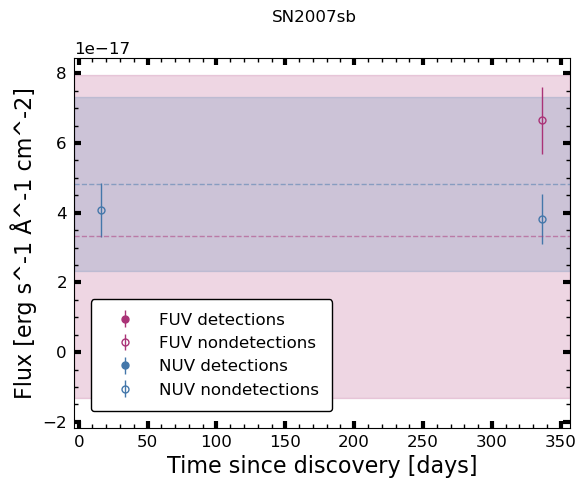 SN2007sb
1e−17
8
6
4
2
0
−2
Flux [erg s^-1 Å^-1 cm^-2]
FUV detections
FUV nondetections
NUV detections
NUV nondetections
0 50 100 150 200 250 300 350
Time since discovery [days]